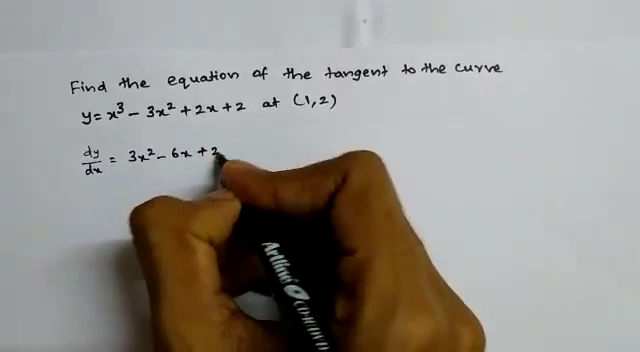 Find the equation of the tangent to the curve
y=x³ - 3x² + 2x + 2 at (1,2)
dy/dx = 3x² - 6x + 2
Artline